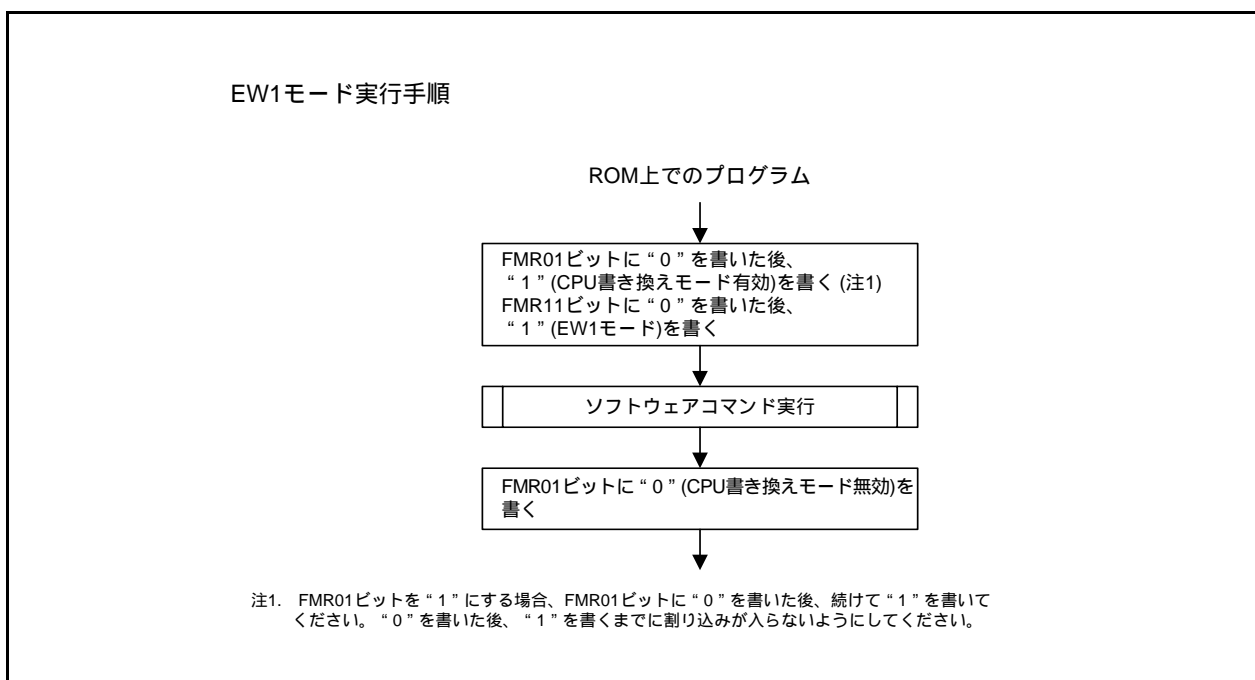 EW1モード実行手順
ROM上でのプログラム
FMR01ビットに“0”を書いた後、
“1”(CPU書き換えモード有効)を書く (注1)
FMR11ビットに“0”を書いた後、
“1”(EW1モード)を書く
ソフトウェアコマンド実行
FMR01ビットに“0”(CPU書き換えモード無効)を
書く
注1. FMR01ビットを“1”にする場合、FMR01ビットに“0”を書いた後、続けて“1”を書いて
ください。“0”を書いた後、“1”を書くまでに割り込みが入らないようにしてください。